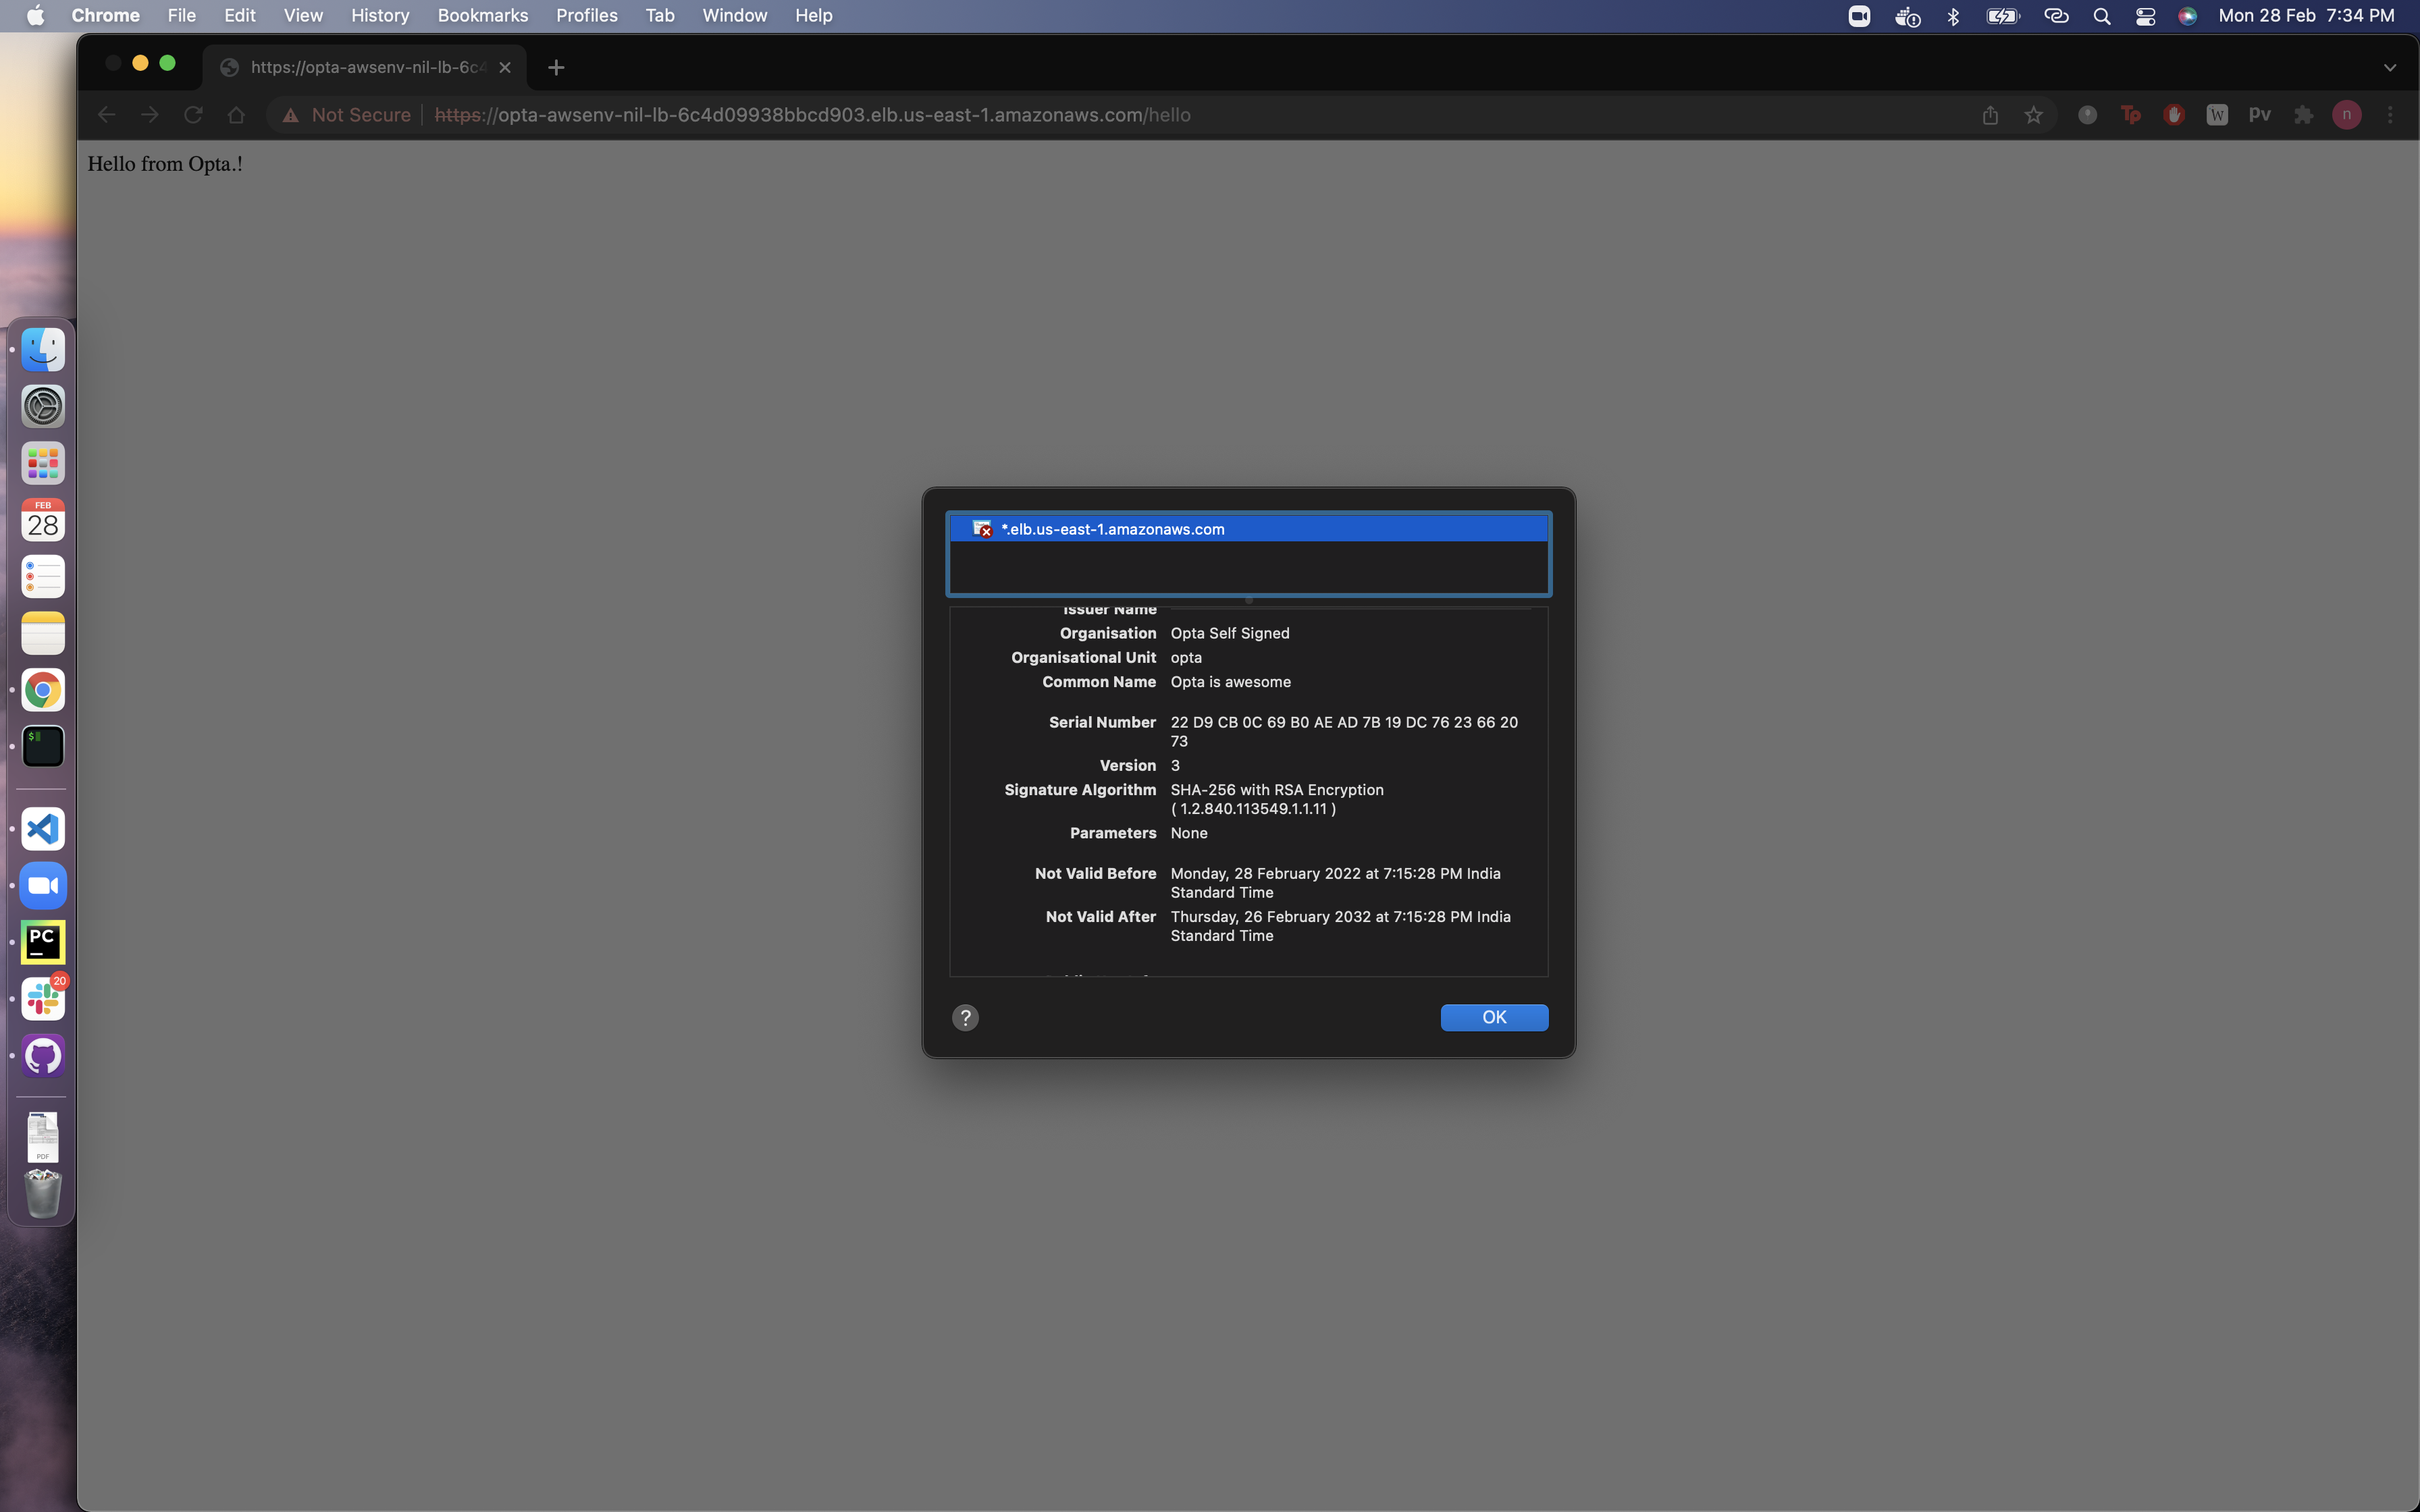 Chrome File Edit View History Bookmarks Profiles Tab Window Help Mon 28 Feb 7:34 PM
https://opta-awsenv-nil-lb-6c4
Not Secure https://opta-awsenv-nil-lb-6c4d09938bbcd903.elb.us-east-1.amazonaws.com/hello Tp W pv n
Hello from Opta.!
FEB
28
$
PC
20
PDF
*.elb.us-east-1.amazonaws.com
Issuer Name
Organisation Opta Self Signed
Organisational Unit opta
Common Name Opta is awesome
Serial Number 22 D9 CB 0C 69 B0 AE AD 7B 19 DC 76 23 66 20
73
Version 3
Signature Algorithm SHA-256 with RSA Encryption
( 1.2.840.113549.1.1.11 )
Parameters None
Not Valid Before Monday, 28 February 2022 at 7:15:28 PM India
Standard Time
Not Valid After Thursday, 26 February 2032 at 7:15:28 PM India
Standard Time
? OK